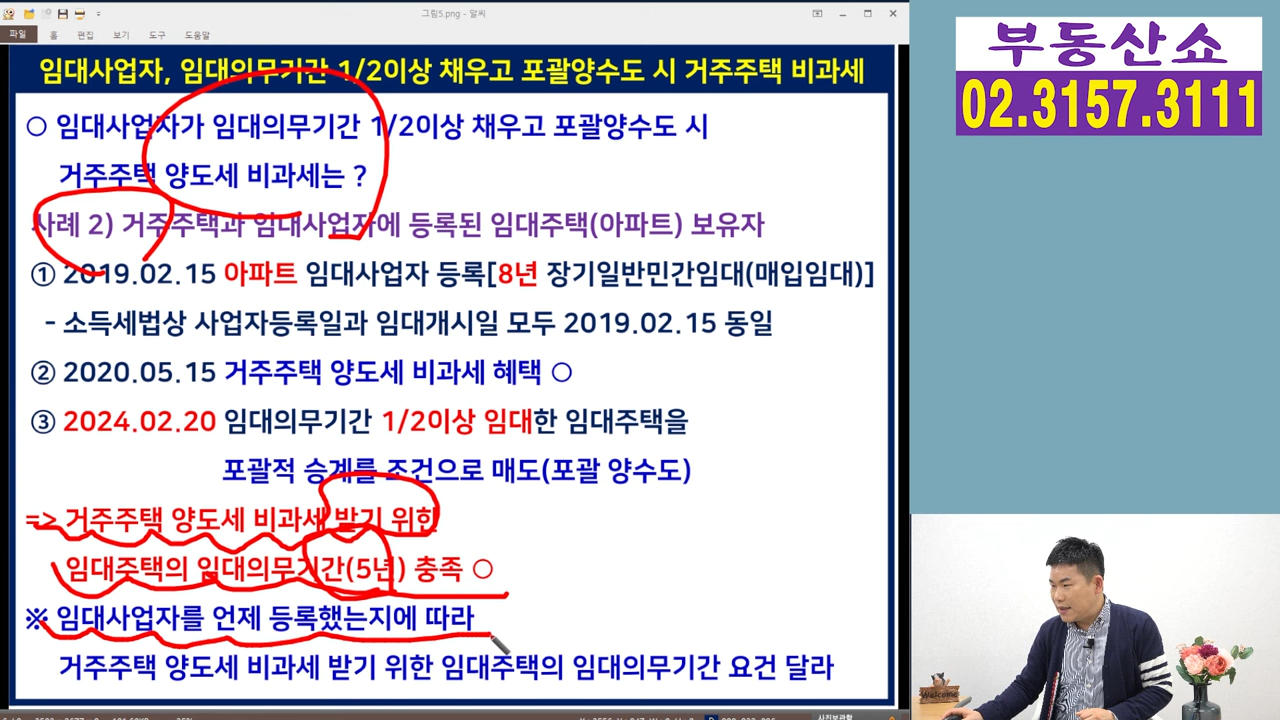 그림5.png - 알씨
파일 홈 편집 보기 도구 도움말
임대사업자, 임대의무기간 1/2이상 채우고 포괄양수도 시 거주주택 비과세
○ 임대사업자가 임대의무기간 1/2이상 채우고 포괄양수도 시
거주주택 양도세 비과세는 ?
사례 2) 거주주택과 임대사업자에 등록된 임대주택(아파트) 보유자
① 2019.02.15 아파트 임대사업자 등록[8년 장기일반민간임대(매입임대)]
- 소득세법상 사업자등록일과 임대개시일 모두 2019.02.15 동일
② 2020.05.15 거주주택 양도세 비과세 혜택 ○
③ 2024.02.20 임대의무기간 1/2이상 임대한 임대주택을
포괄적 승계를 조건으로 매도(포괄 양수도)
=> 거주주택 양도세 비과세 받기 위한
임대주택의 임대의무기간(5년) 충족 ○
※ 임대사업자를 언제 등록했는지에 따라
거주주택 양도세 비과세 받기 위한 임대주택의 임대의무기간 요건 달라
부동산쇼
02.3157.3111
Welcome